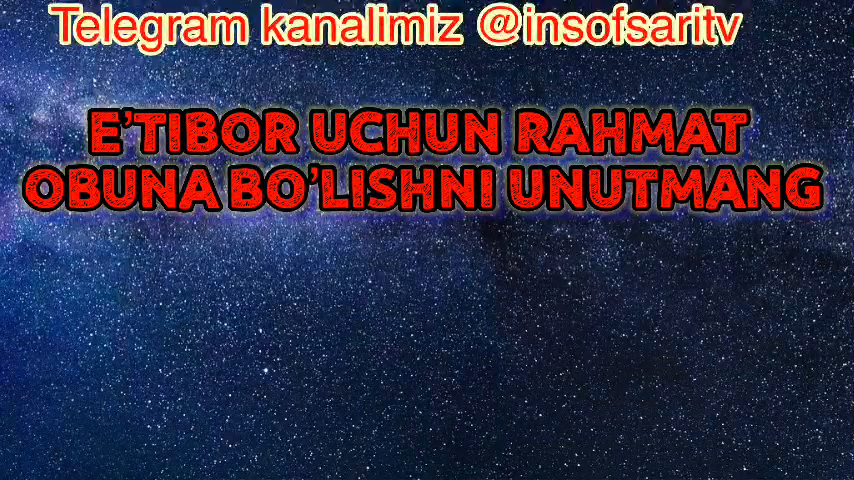 Telegram kanalimiz @insofsaritv
E’TIBOR UCHUN RAHMAT
OBUNA BO’LISHNI UNUTMANG